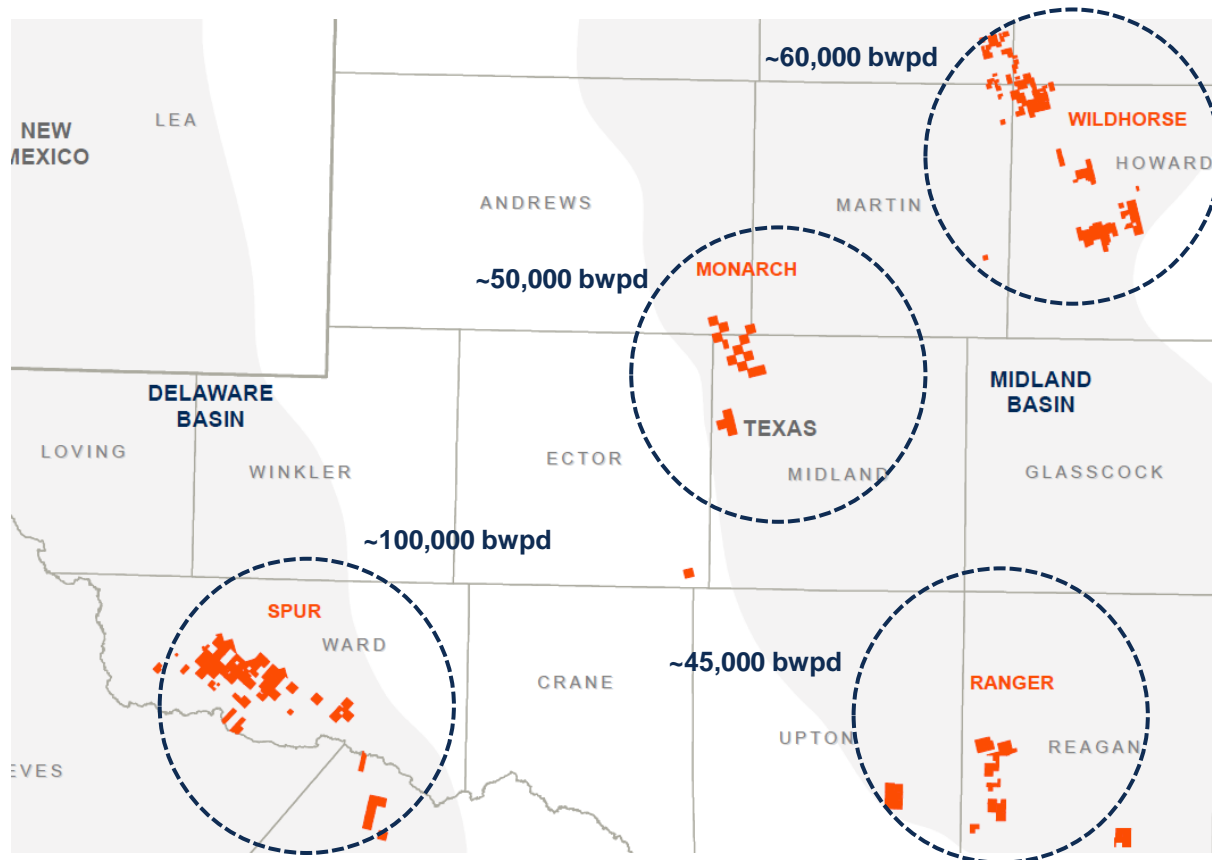 ~60,000 bwpd
LEA
WILDHORSE
NEW
MEXICO
HOWARD
ANDREWS
MARTIN
MONARCH
~50,000 bwpd
DELAWARE
BASIN
MIDLAND
BASIN
TEXAS
LOVING
ECTOR
WINKLER
MIDLAND
GLASSCOCK
~100,000 bwpd
SPUR
WARD
~45,000 bwpd
CRANE
RANGER
UPTON
REAGAN
EVES